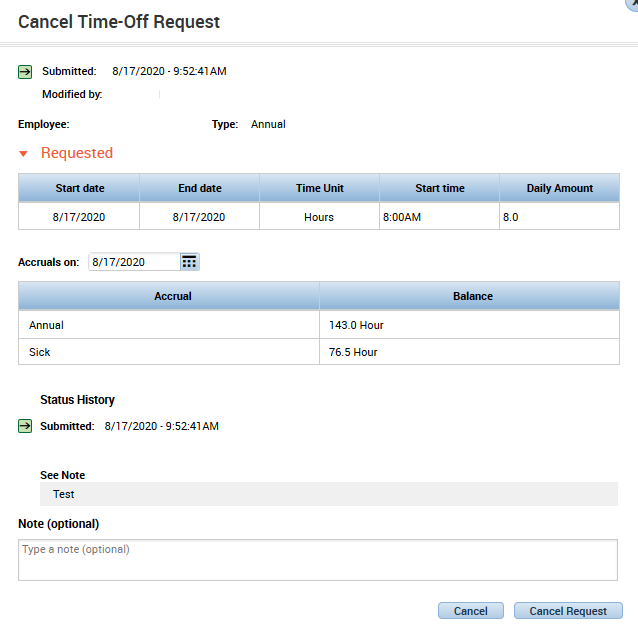 Cancel Time-Off Request
Submitted: 8/17/2020 - 9:52:41AM
Modified by:
Employee: Type: Annual
Requested
Start date End date Time Unit Start time Daily Amount
8/17/2020 8/17/2020 Hours 8:00AM 8.0
Accruals on: 8/17/2020
Accrual Balance
Annual 143.0 Hour
Sick 76.5 Hour
Status History
Submitted: 8/17/2020 - 9:52:41AM
See Note
Test
Note (optional)
Type a note (optional)
Cancel Cancel Request